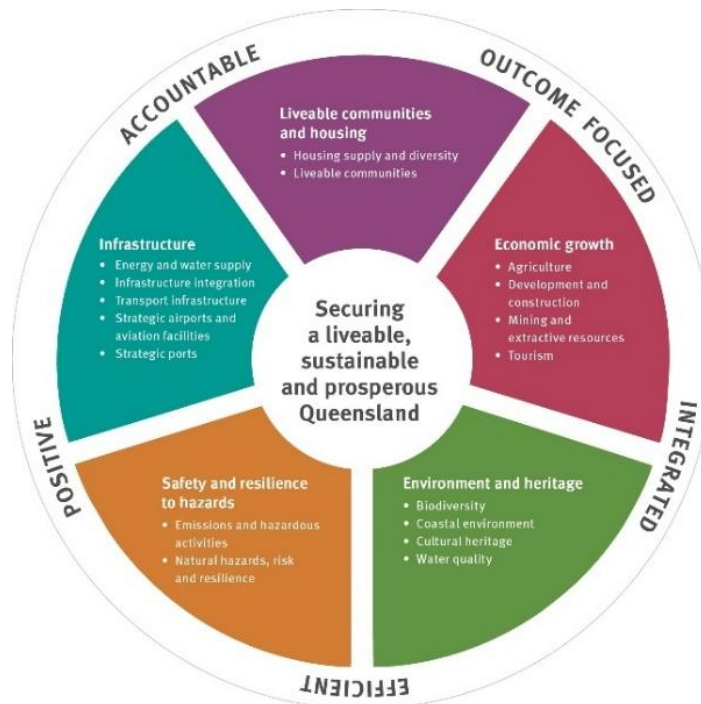 ACCOUNTABLE
OUTCOME FOCUSED
Liveable communities
and housing
• Housing supply and diversity
• Liveable communities
Infrastructure
• Energy and water supply
• Infrastructure integration
• Transport infrastructure
• Strategic airports and
aviation facilities
• Strategic ports
Economic growth
• Agriculture
• Development and
construction
• Mining and
extractive resources
• Tourism
Securing
a liveable,
sustainable
and prosperous
Queensland
POSITIVE
INTEGRATED
Safety and resilience
to hazards
• Emissions and hazardous
activities
• Natural hazards, risk
and resilience
Environment and heritage
• Biodiversity
• Coastal environment
• Cultural heritage
• Water quality
EFFICIENT